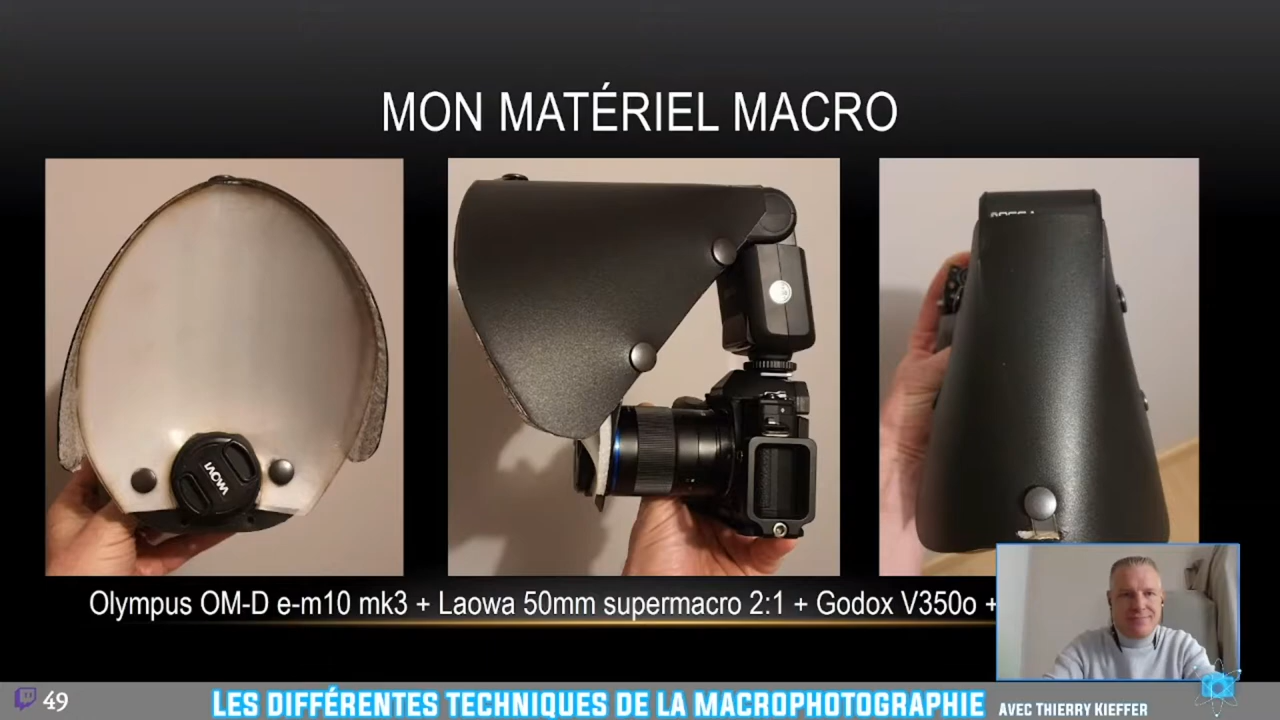 MON MATÉRIEL MACRO
LAOWA
Olympus OM-D e-m10 mk3 + Laowa 50mm supermacro 2:1 + Godox V350o +
49
LES DIFFÉRENTES TECHNIQUES DE LA MACROPHOTOGRAPHIE
AVEC THIERRY KIEFFER